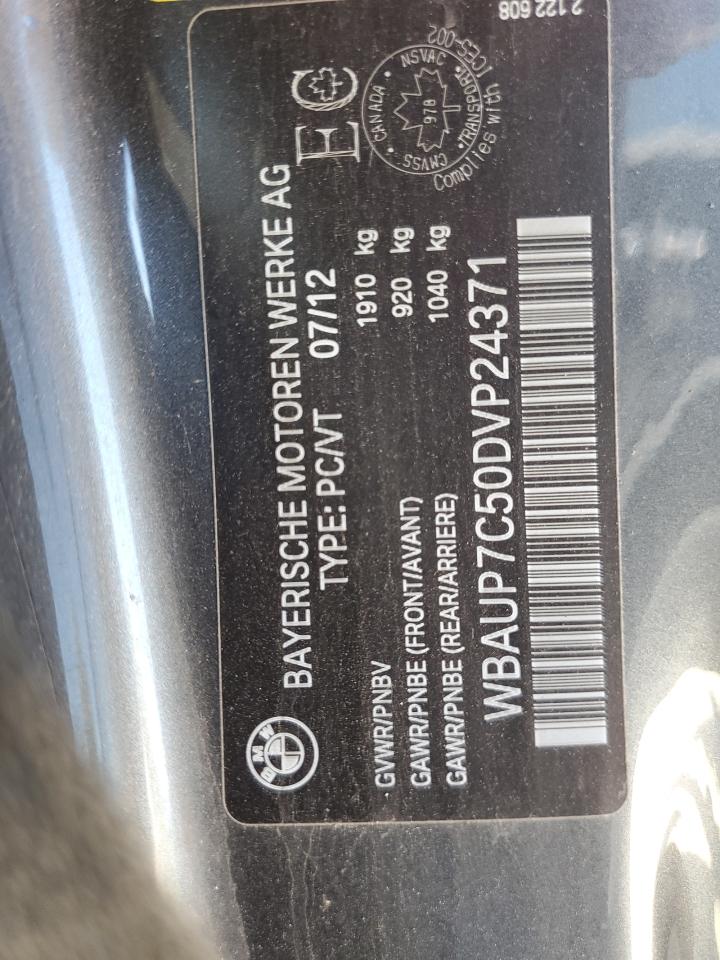 BMW
BAYERISCHE MOTOREN WERKE AG
TYPE: PC/VT 07/12
EC
CANADA · NSVAC · TRANSPORT · CMVSS
978
Complies with ICES-002
GVWR/PNBV 1910 kg
GAWR/PNBE (FRONT/AVANT) 920 kg
GAWR/PNBE (REAR/ARRIERE) 1040 kg
WBAUP7C50DVP24371
2 122 608